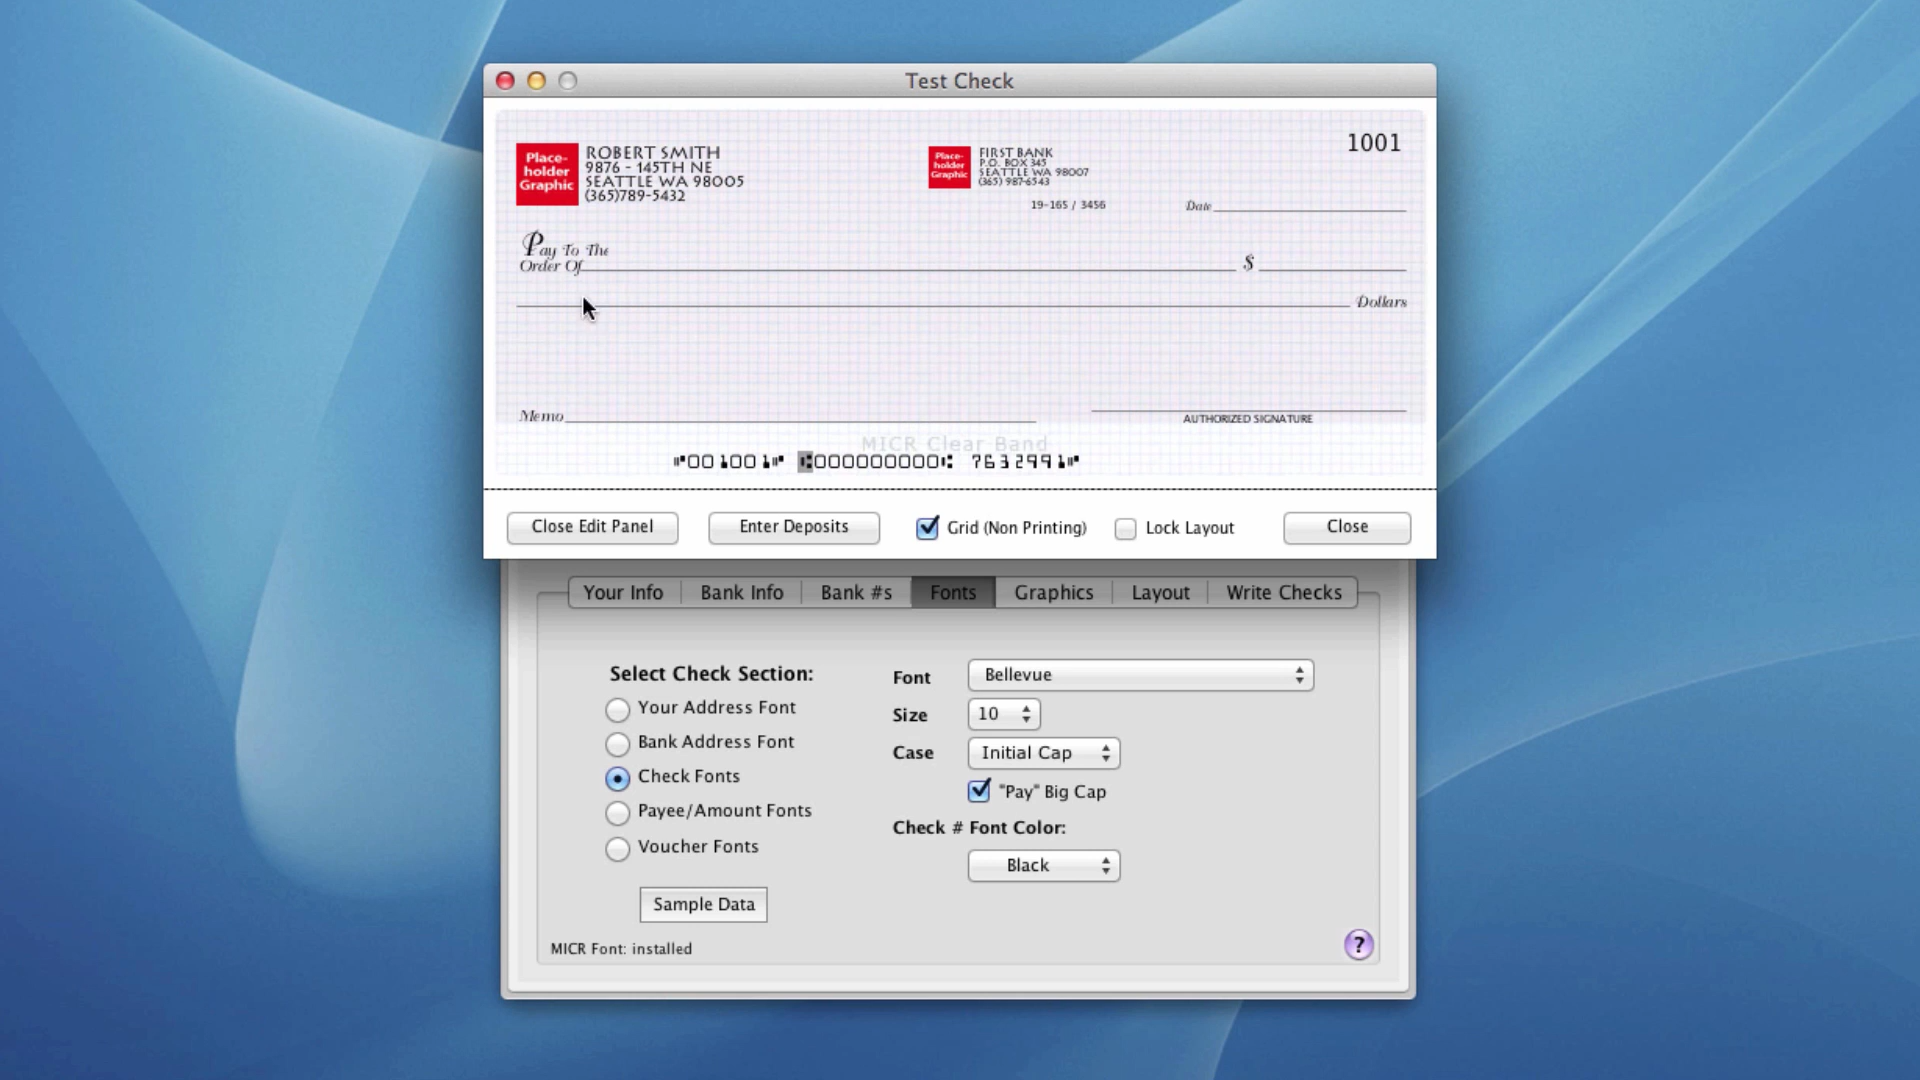 Test Check
1001
Place-
holder
Graphic
ROBERT SMITH
9876 - 145TH NE
SEATTLE WA 98005
(365)789-5432
Place-
holder
Graphic
FIRST BANK
P.O. BOX 345
SEATTLE WA 98007
(365) 987-6543
19-165 / 3456
Date
Pay To The
Order Of
$
Dollars
Memo
AUTHORIZED SIGNATURE
MICR Clear Band
⑈001001⑈ ⑆000000000⑆ 7632991⑈
Close Edit Panel
Enter Deposits
Grid (Non Printing)
Lock Layout
Close
Your Info
Bank Info
Bank #s
Fonts
Graphics
Layout
Write Checks
Select Check Section:
Your Address Font
Bank Address Font
Check Fonts
Payee/Amount Fonts
Voucher Fonts
Sample Data
MICR Font: installed
Font
Bellevue
Size
10
Case
Initial Cap
"Pay" Big Cap
Check # Font Color:
Black
?